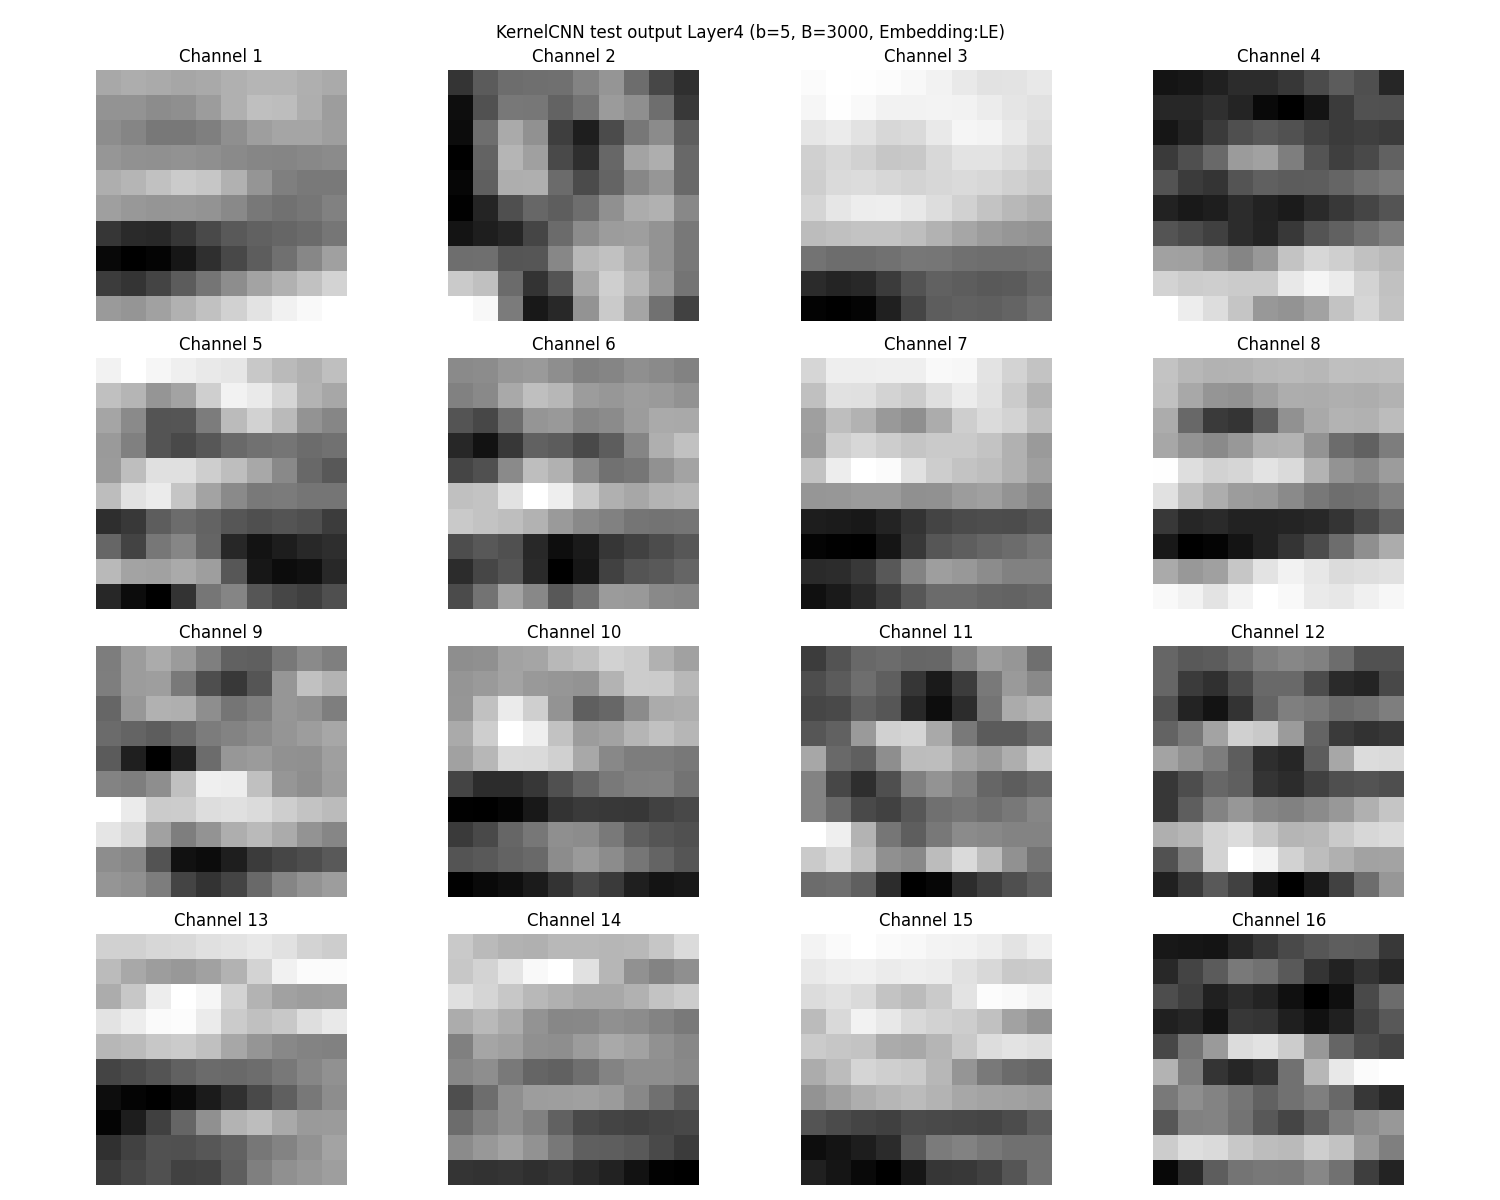 KernelCNN test output Layer4 (b=5, B=3000, Embedding:LE)
Channel 1
Channel 2
Channel 3
Channel 4
Channel 5
Channel 6
Channel 7
Channel 8
Channel 9
Channel 10
Channel 11
Channel 12
Channel 13
Channel 14
Channel 15
Channel 16